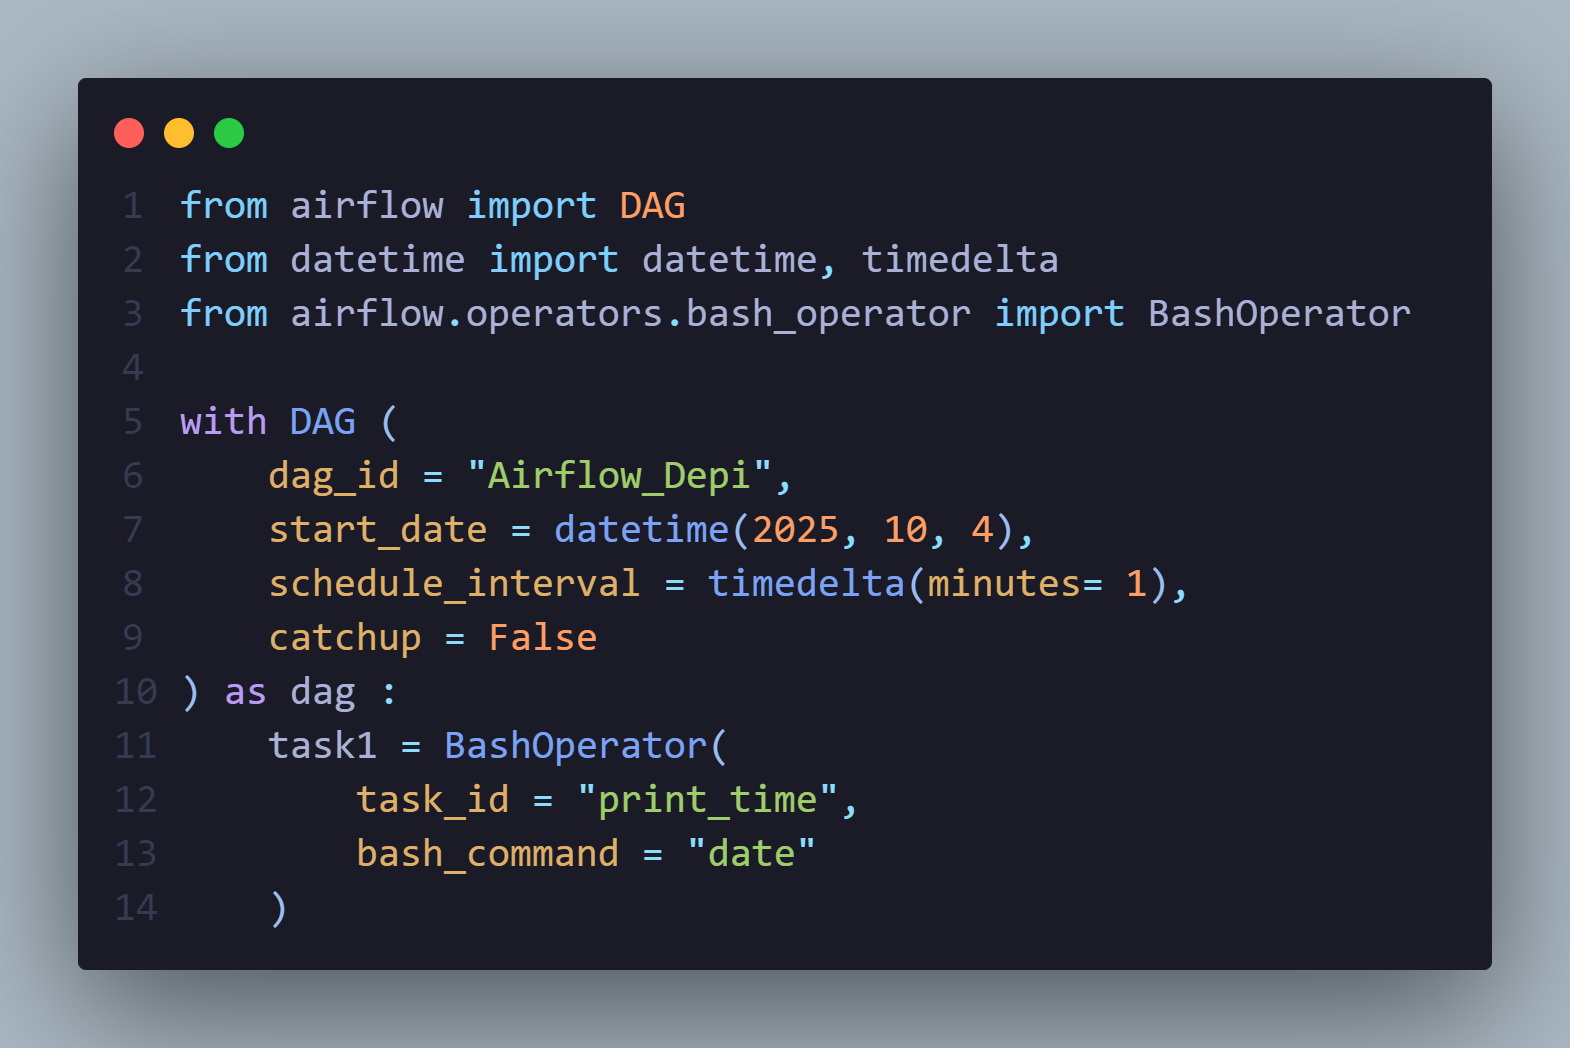 1 from airflow import DAG
2 from datetime import datetime, timedelta
3 from airflow.operators.bash_operator import BashOperator
4
5 with DAG (
6     dag_id = "Airflow_Depi",
7     start_date = datetime(2025, 10, 4),
8     schedule_interval = timedelta(minutes= 1),
9     catchup = False
10 ) as dag :
11     task1 = BashOperator(
12         task_id = "print_time",
13         bash_command = "date"
14     )